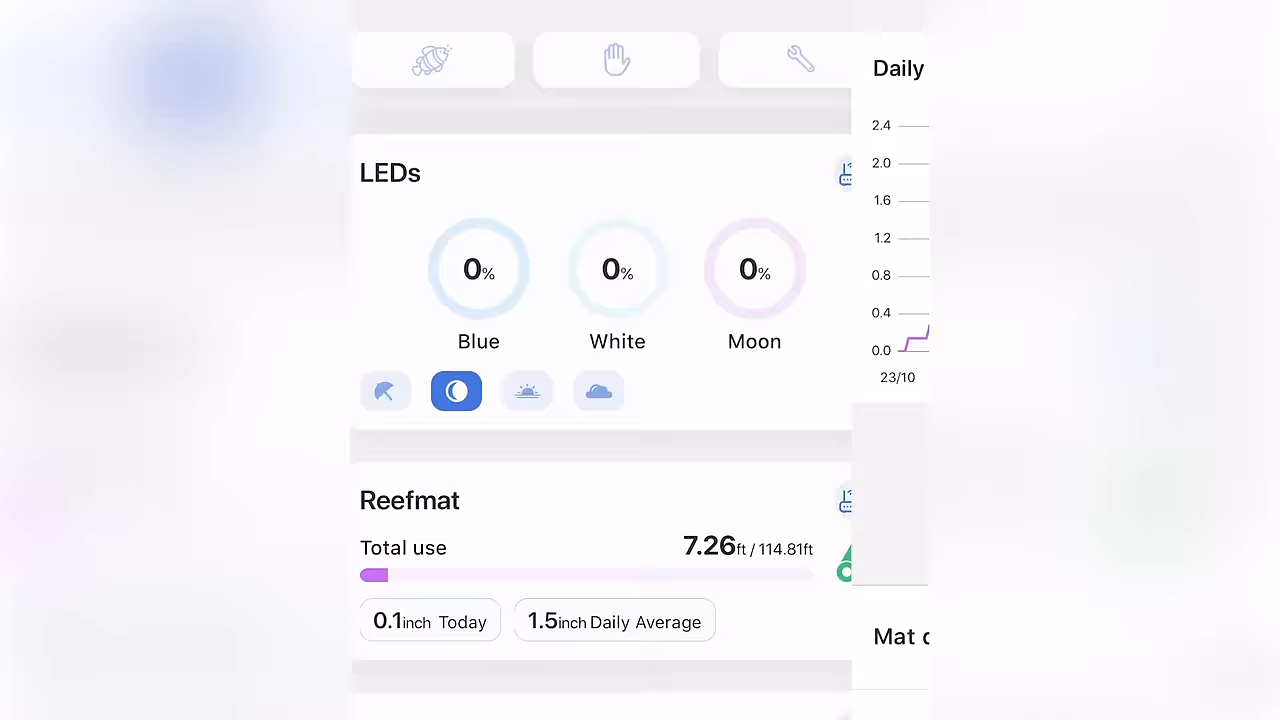 LEDs
0%
0%
0%
Blue
White
Moon
Reefmat
Total use
7.26ft / 114.81ft
0.1inch Today
1.5inch Daily Average
Daily
2.4
2.0
1.6
1.2
0.8
0.4
0.0
23/10
Mat